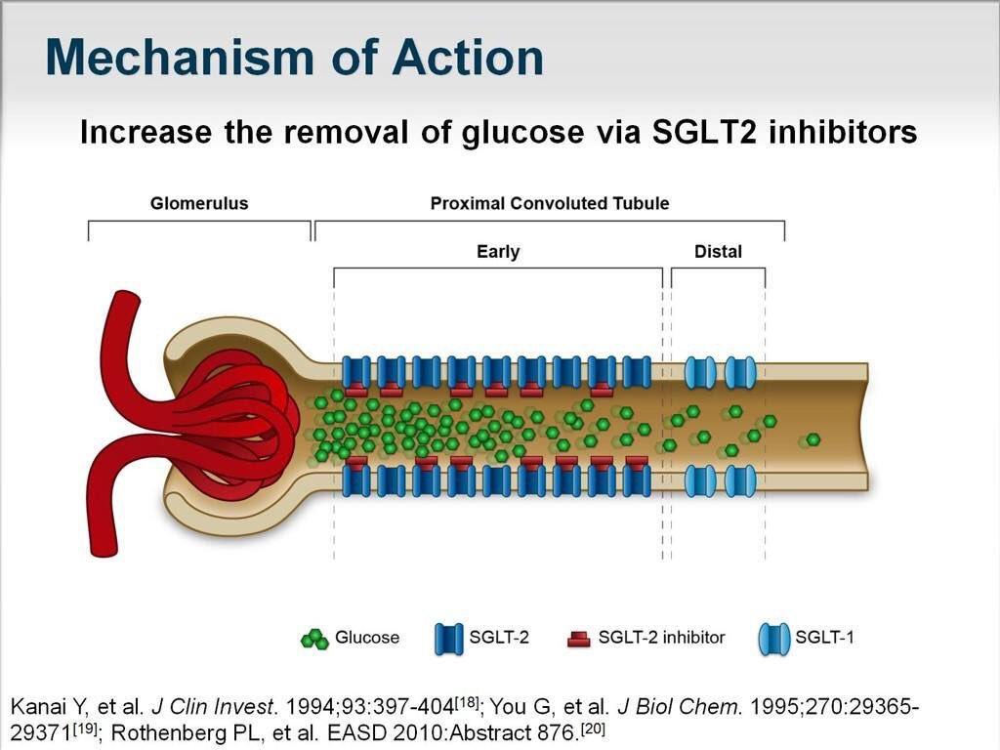 Mechanism of Action
Increase the removal of glucose via SGLT2 inhibitors
Glomerulus
Proximal Convoluted Tubule
Early
Distal
Glucose
SGLT-2
SGLT-2 inhibitor
SGLT-1
Kanai Y, et al. J Clin Invest. 1994;93:397-404[18]; You G, et al. J Biol Chem. 1995;270:29365-
29371[19]; Rothenberg PL, et al. EASD 2010:Abstract 876.[20]